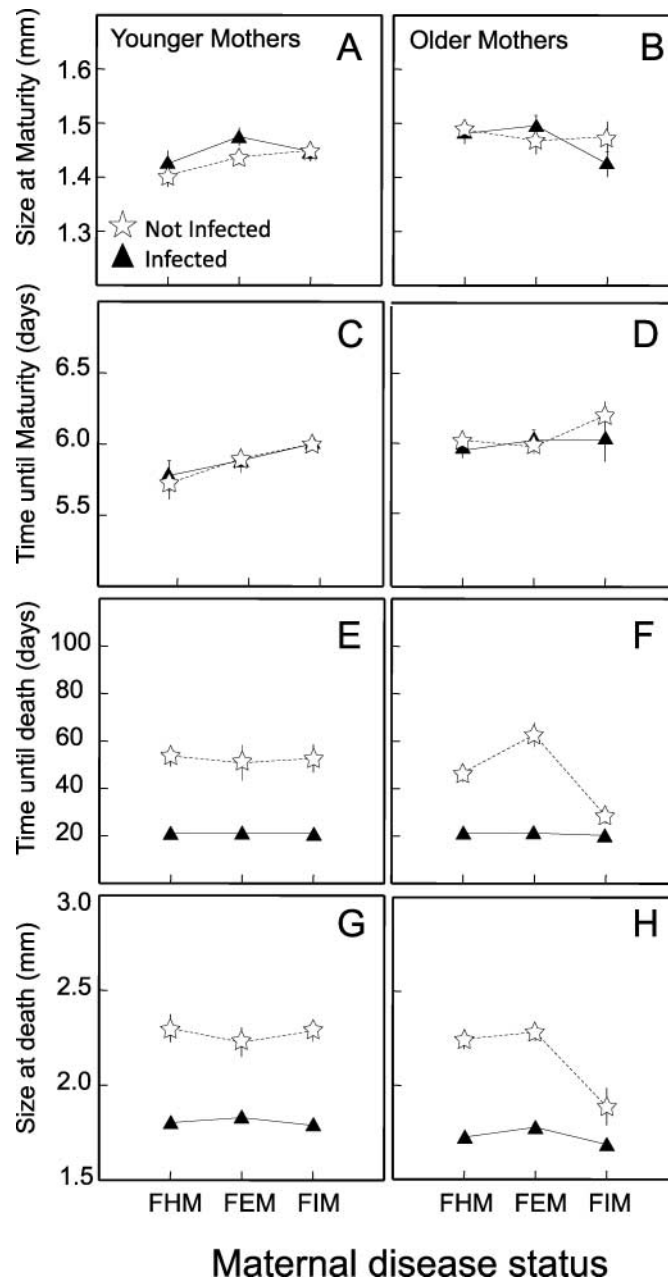 Younger Mothers
A
Older Mothers
B
Size at Maturity (mm)
1.6
1.5
1.4
1.3
Not Infected
Infected
C
D
Time until Maturity (days)
6.5
6.0
5.5
E
F
Time until death (days)
100
80
60
40
20
G
H
Size at death (mm)
3.0
2.5
2.0
1.5
FHM FEM FIM
FHM FEM FIM
Maternal disease status